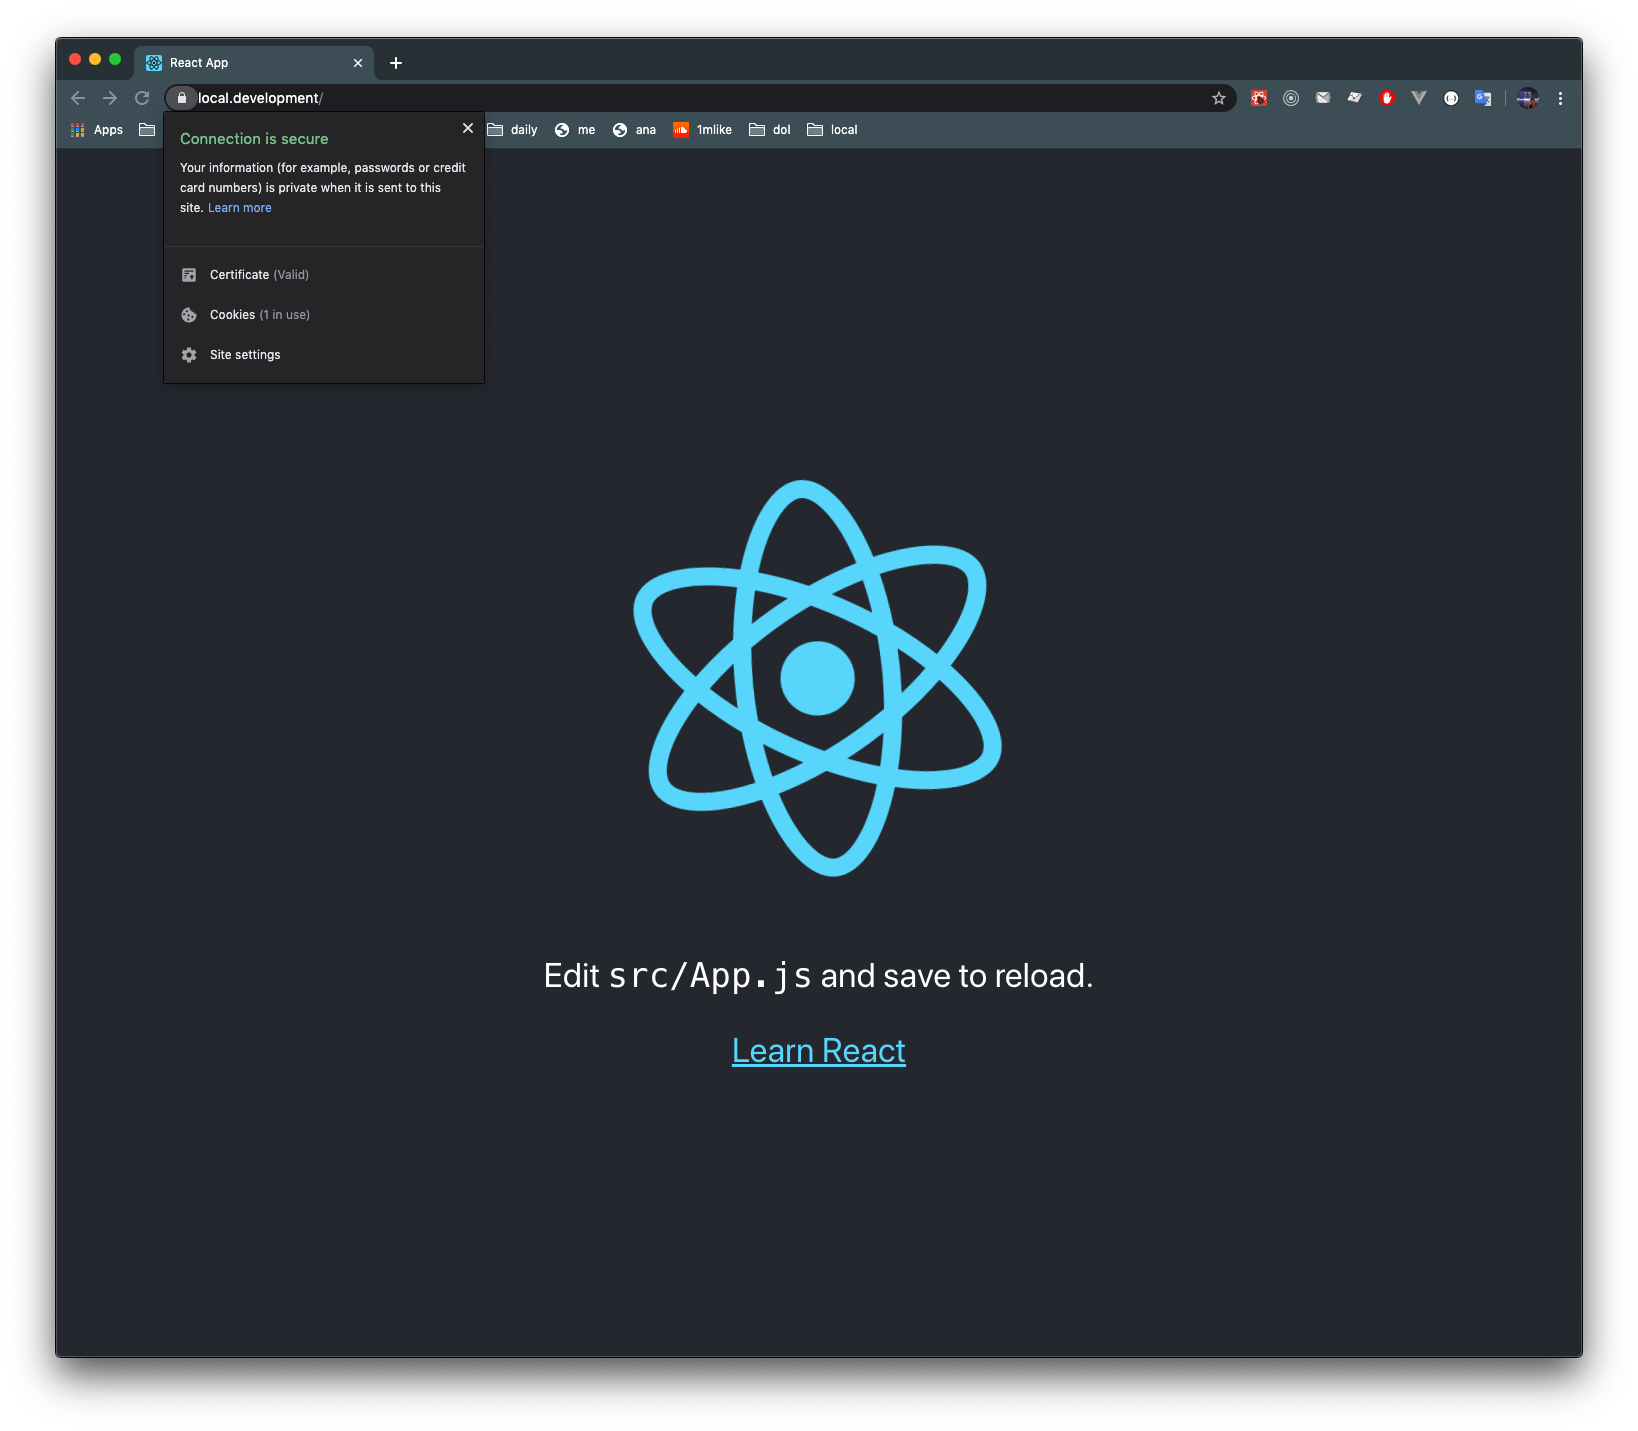 React App
local.development/
Apps
daily
me
ana
1mlike
dol
local
Connection is secure
Your information (for example, passwords or credit
card numbers) is private when it is sent to this
site. Learn more
Certificate (Valid)
Cookies (1 in use)
Site settings
Edit src/App.js and save to reload.
Learn React